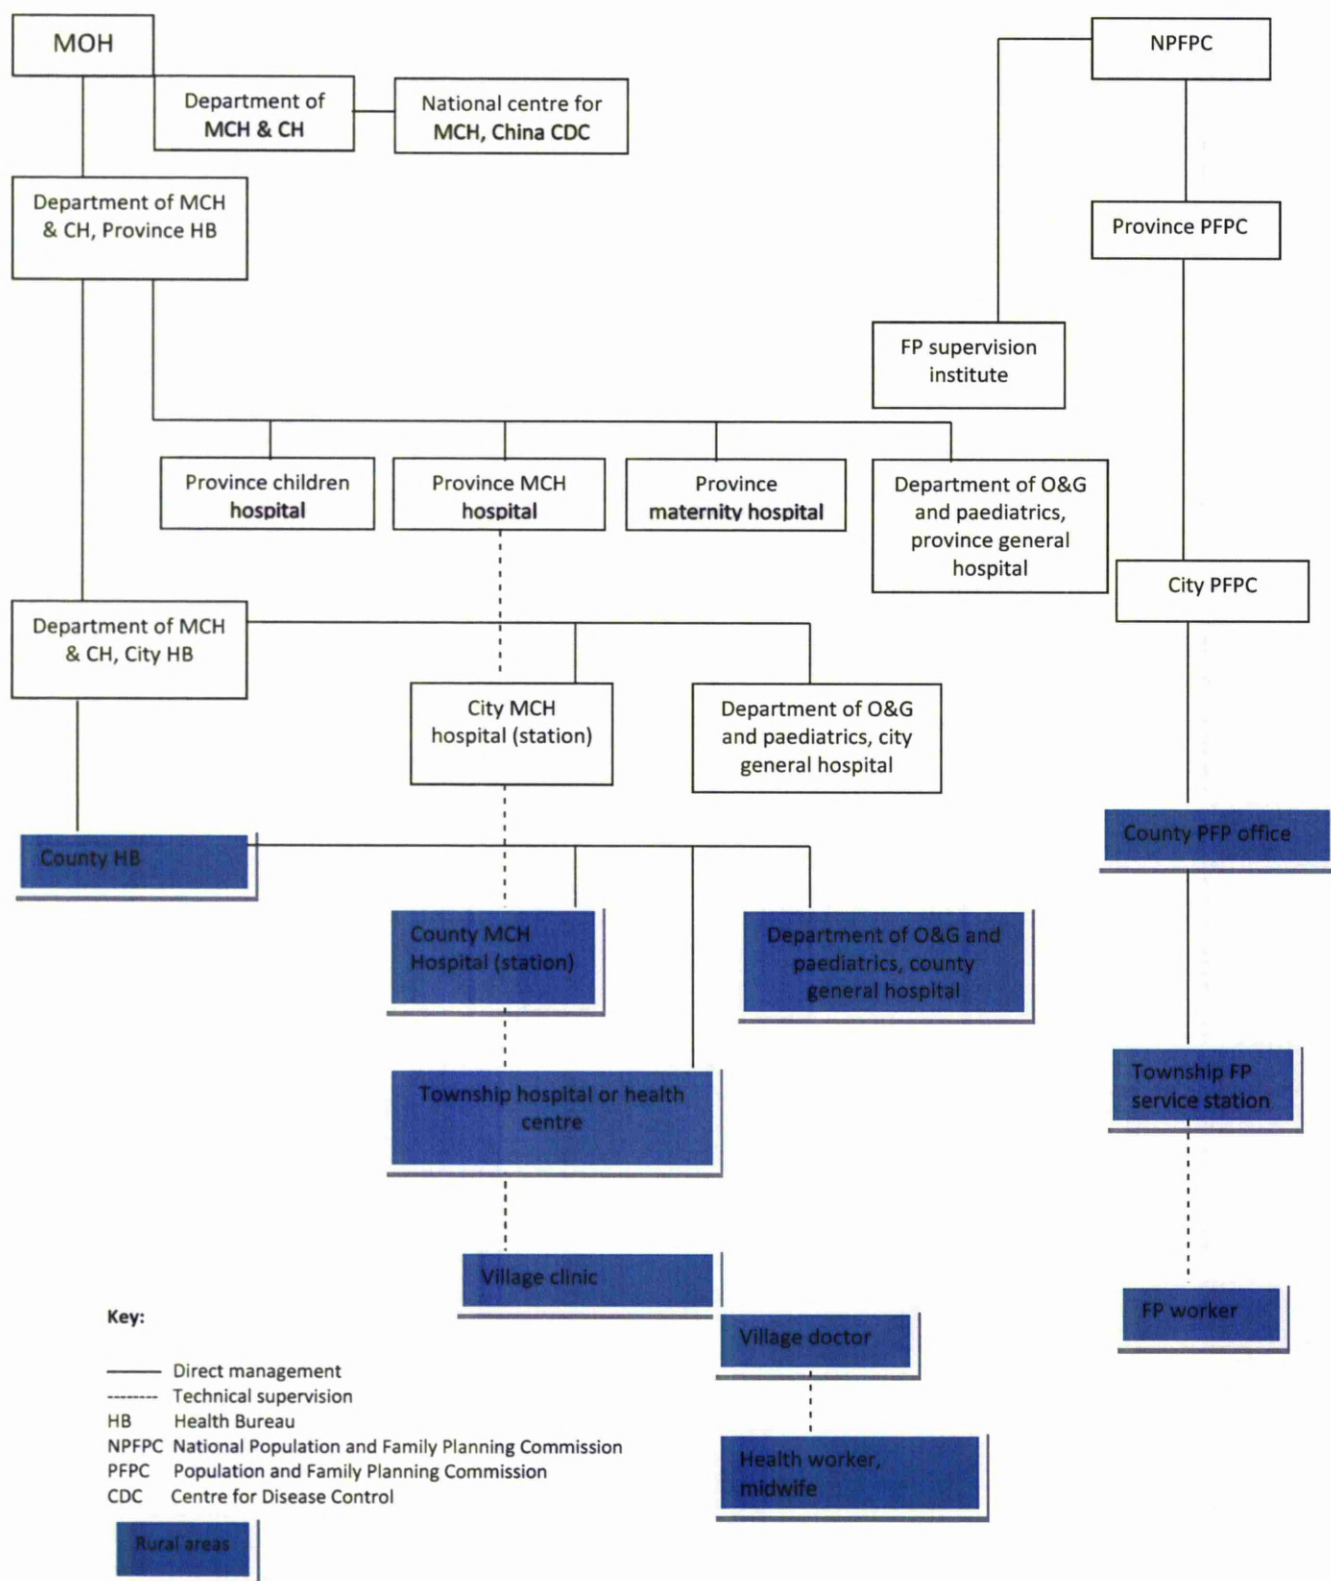 MOH
NPFPC
Department of
MCH & CH
National centre for
MCH, China CDC
Department of MCH
& CH, Province HB
Province PFPC
FP supervision
institute
Province children
hospital
Province MCH
hospital
Province
maternity hospital
Department of O&G
and paediatrics,
province general
hospital
City PFPC
Department of MCH
& CH, City HB
City MCH
hospital (station)
Department of O&G
and paediatrics, city
general hospital
County HB
County PFP office
County MCH
Hospital (station)
Department of O&G and
paediatrics, county
general hospital
Township hospital or health
centre
Township FP
service station
Village clinic
Village doctor
FP worker
Health worker,
midwife
Key:
Direct management
Technical supervision
HB Health Bureau
NPFPC National Population and Family Planning Commission
PFPC Population and Family Planning Commission
CDC Centre for Disease Control
Rural areas